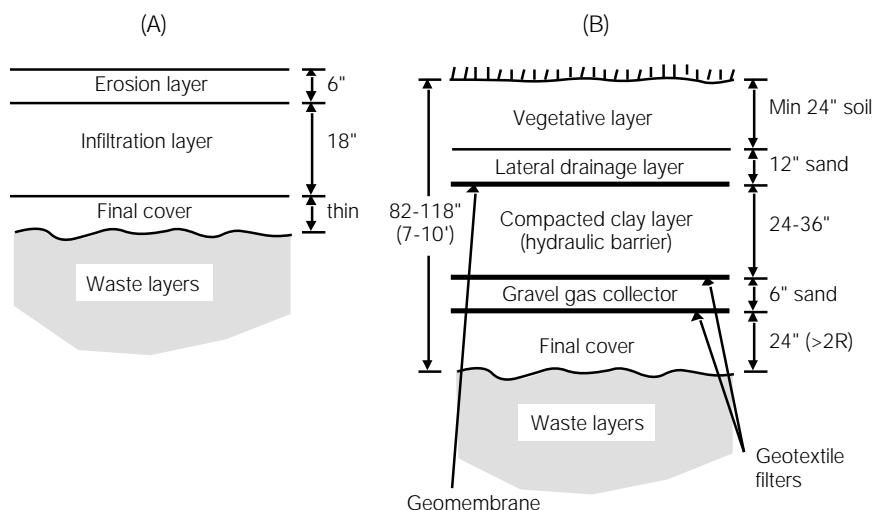 (A)
Erosion layer
6"
Infiltration layer
18"
Final cover
thin
Waste layers
(B)
Vegetative layer
Min 24" soil
Lateral drainage layer
12" sand
82-118"
(7-10')
Compacted clay layer
(hydraulic barrier)
24-36"
Gravel gas collector
6" sand
Final cover
24" (>2R)
Waste layers
Geotextile
filters
Geomembrane